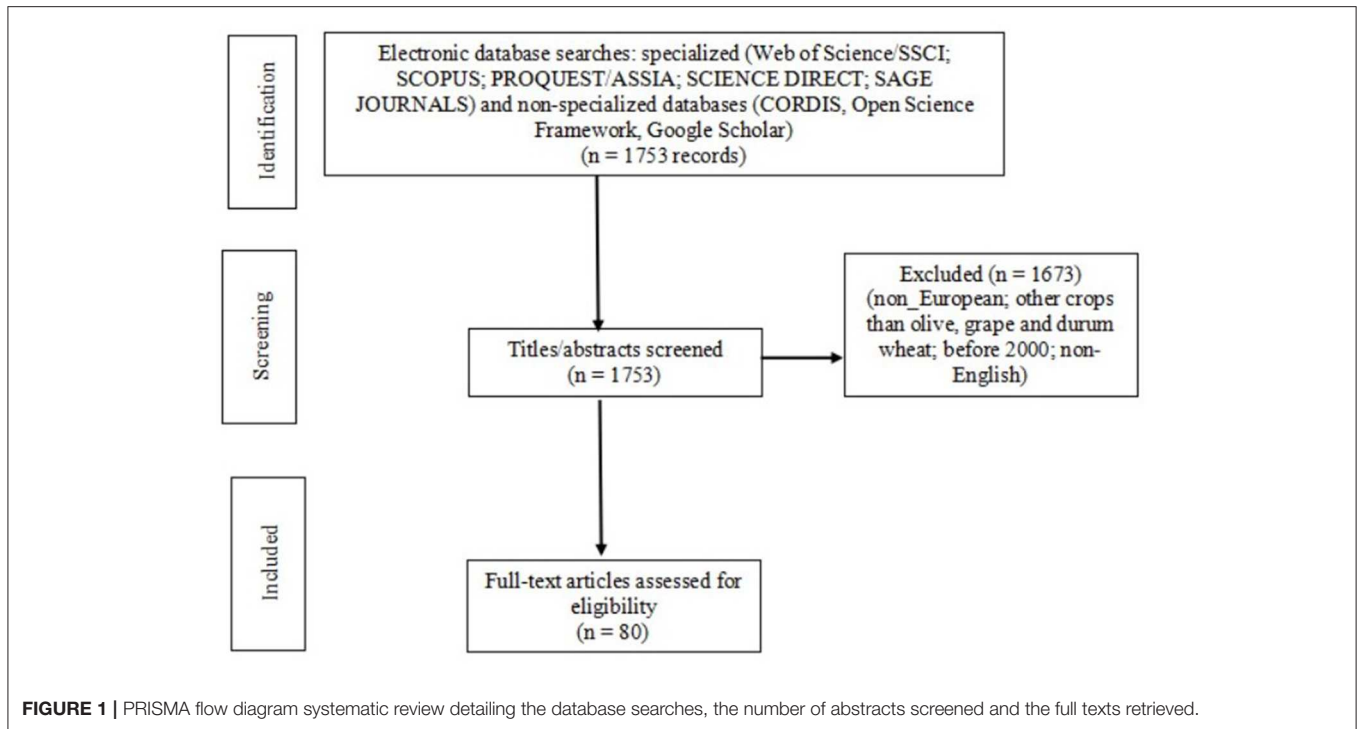 Identification
Electronic database searches: specialized (Web of Science/SSCI;
SCOPUS; PROQUEST/ASSIA; SCIENCE DIRECT; SAGE
JOURNALS) and non-specialized databases (CORDIS, Open Science
Framework, Google Scholar)
(n = 1753 records)
Screening
Titles/abstracts screened
(n = 1753)
Excluded (n = 1673)
(non_European; other crops
than olive, grape and durum
wheat; before 2000; non-
English)
Included
Full-text articles assessed for
eligibility
(n = 80)
FIGURE 1 | PRISMA flow diagram systematic review detailing the database searches, the number of abstracts screened and the full texts retrieved.